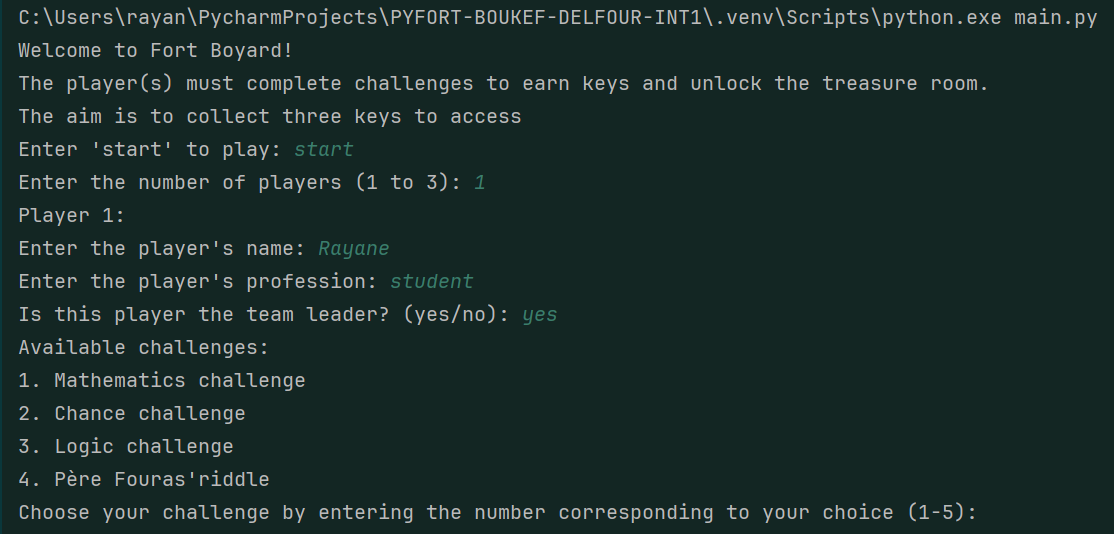 C:\Users\rayan\PycharmProjects\PYFORT-BOUKEF-DELFOUR-INT1\.venv\Scripts\python.exe main.py
Welcome to Fort Boyard!
The player(s) must complete challenges to earn keys and unlock the treasure room.
The aim is to collect three keys to access
Enter 'start' to play: start
Enter the number of players (1 to 3): 1
Player 1:
Enter the player's name: Rayane
Enter the player's profession: student
Is this player the team leader? (yes/no): yes
Available challenges:
1. Mathematics challenge
2. Chance challenge
3. Logic challenge
4. Père Fouras'riddle
Choose your challenge by entering the number corresponding to your choice (1-5):